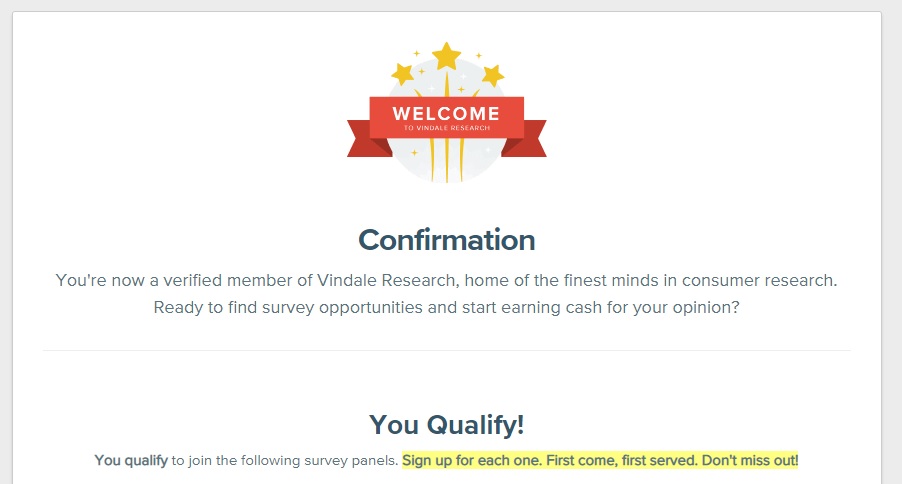 WELCOME
TO VINDALE RESEARCH
Confirmation
You're now a verified member of Vindale Research, home of the finest minds in consumer research.
Ready to find survey opportunities and start earning cash for your opinion?
You Qualify!
You qualify to join the following survey panels. Sign up for each one. First come, first served. Don't miss out!